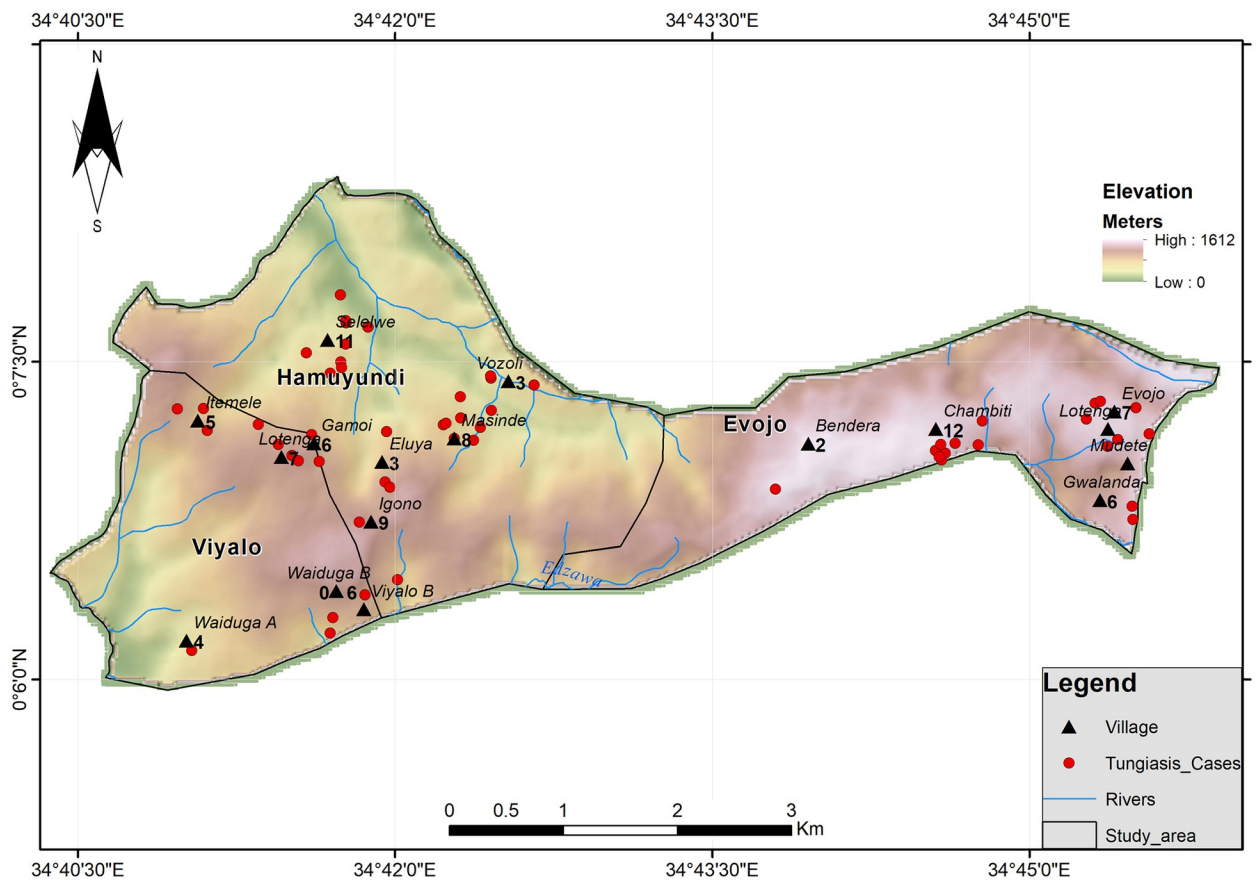 34°40'30"E 34°42'0"E 34°43'30"E 34°45'0"E
N
S
Elevation
Meters
High : 1612
Low : 0
0°7'30"N
0°6'0"N
Selelwe
11
Hamuyundi
Vozoli
3
Itemele
5
Gamoi
6
Lotenga
7
Masinde
8
Eluya
3
Igono
9
Viyalo
Waiduga B
0 6
Viyalo B
Waiduga A
4
Edzawa
Evojo
Bendera
2
Chambiti
12
Evojo
7
Lotenga
Madete
Gwalanda
6
0 0.5 1 2 3
Km
Legend
Village
Tungiasis_Cases
Rivers
Study_area
34°40'30"E 34°42'0"E 34°43'30"E 34°45'0"E